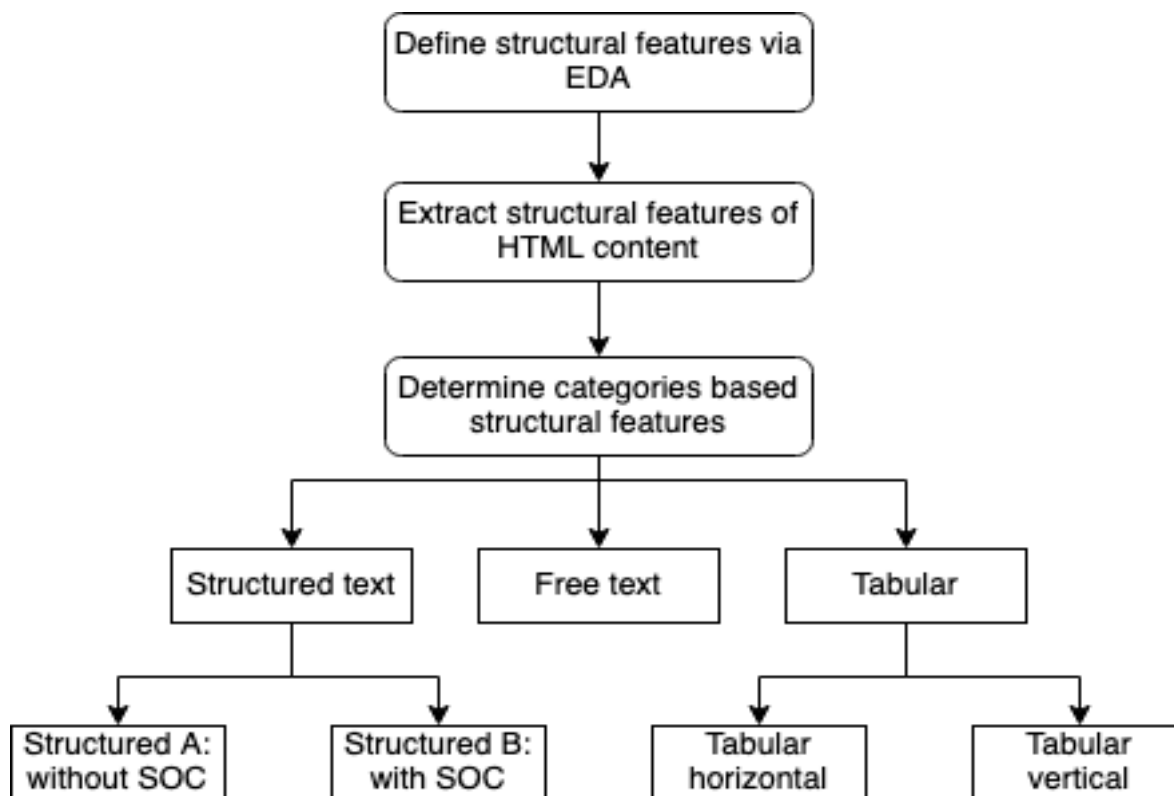 Define structural features via
EDA
Extract structural features of
HTML content
Determine categories based
structural features
Structured text
Free text
Tabular
Structured A:
without SOC
Structured B:
with SOC
Tabular
horizontal
Tabular
vertical